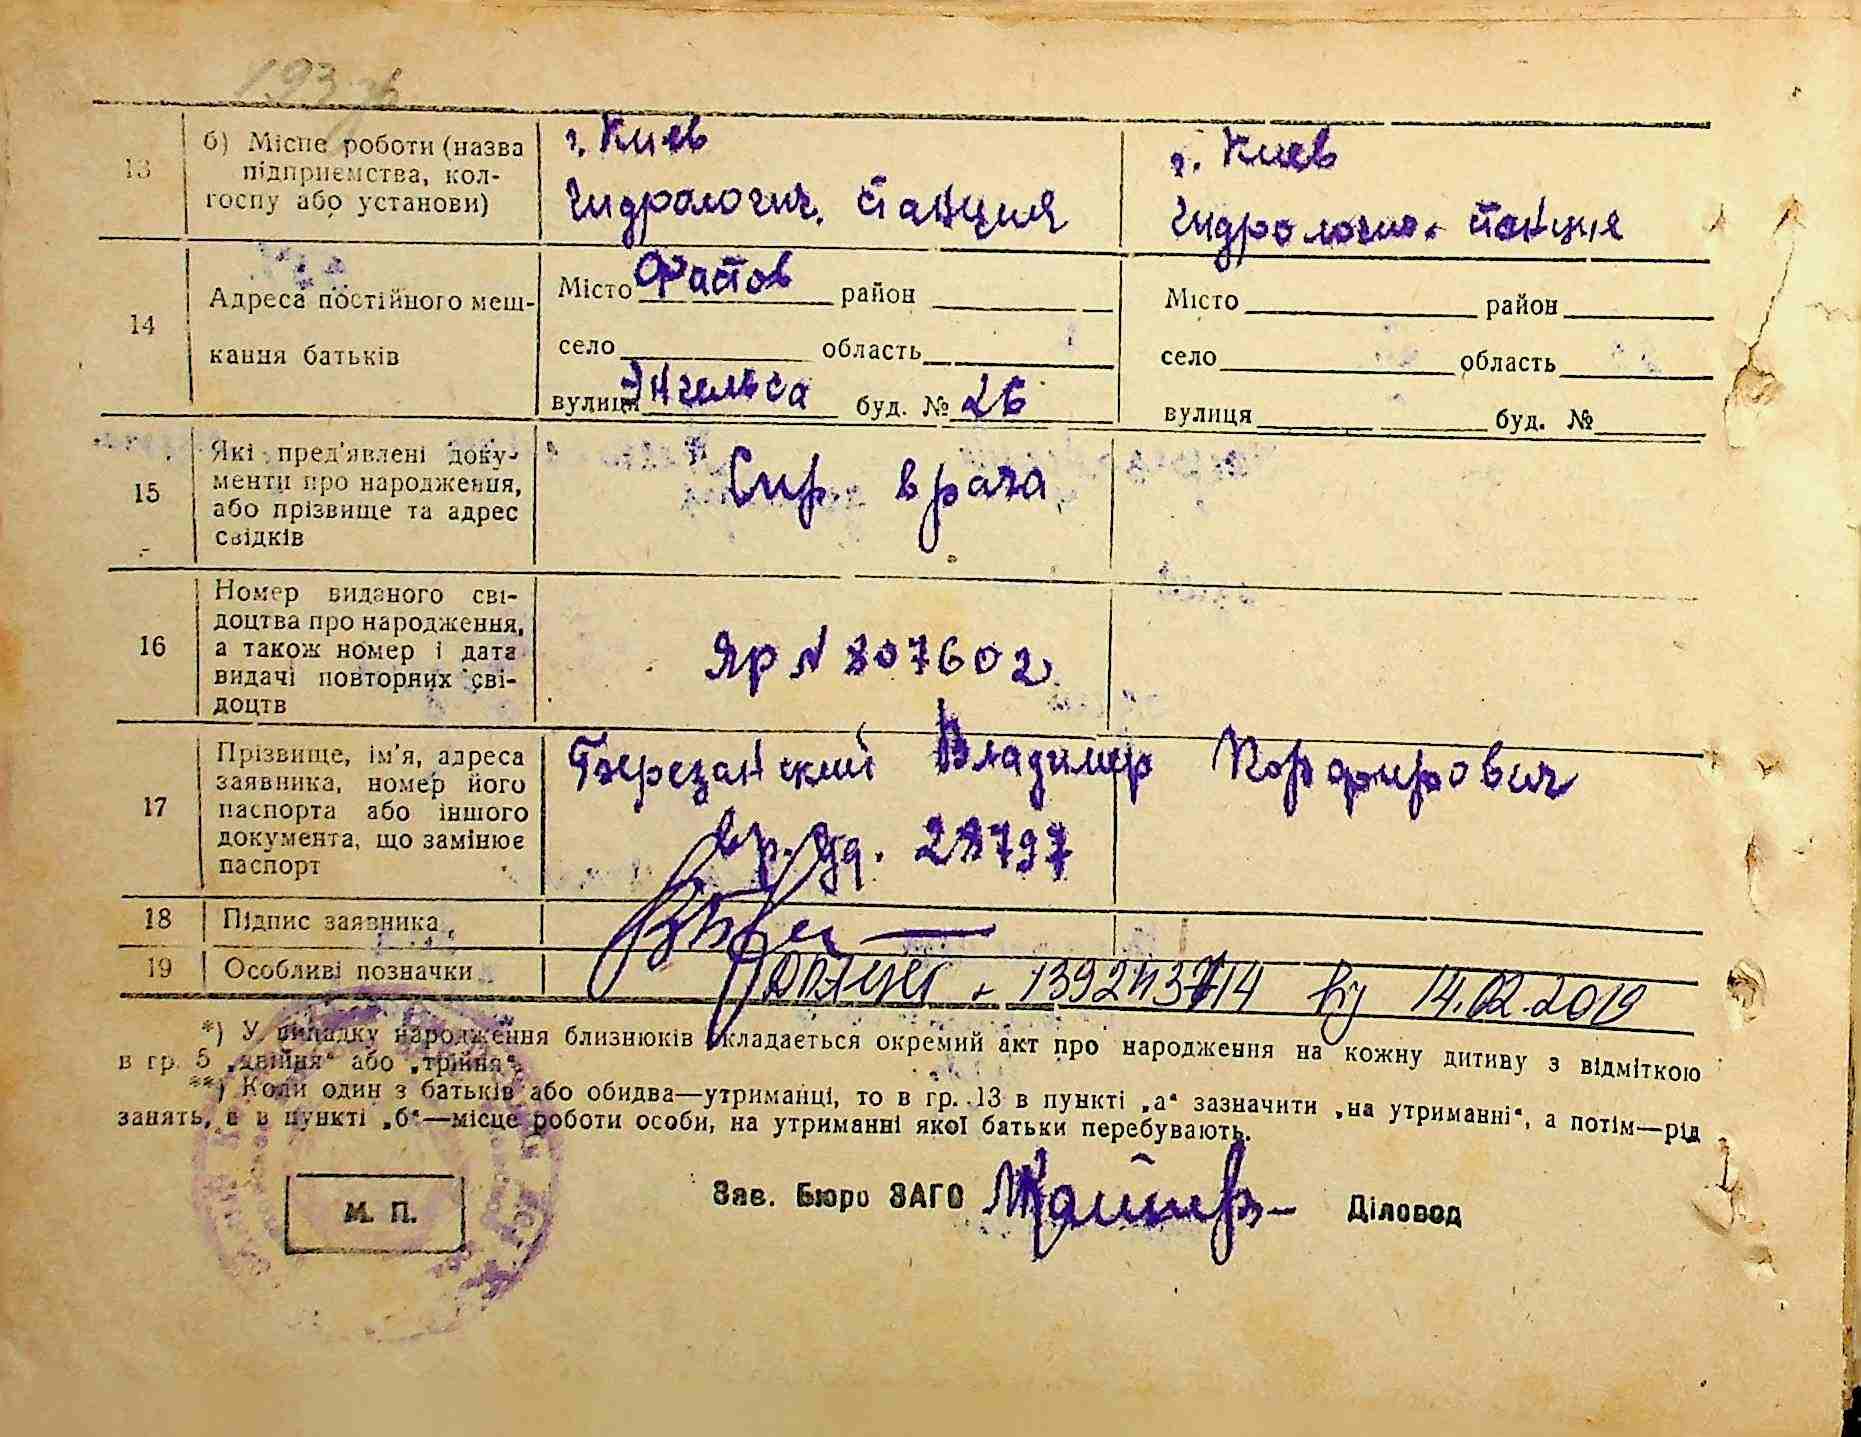 193 зв
13 б) Місце роботи (назва підприємства, колгоспу або установи)
г. Киев г. Киев
Гидрологич. станция Гидрологич. станция
14 Адреса постійного мешкання батьків
Місто Фастов район Місто район
село область село область
вулиця Энгельса буд. № 26 вулиця буд. №
15 Які пред'явлені документи про народження, або прізвище та адрес свідків
Спр. врача
16 Номер виданого свідоцтва про народження, а також номер і дата видачі повторних свідоцтв
Яр № 807602
17 Прізвище, ім'я, адреса заявника, номер його паспорта або іншого документа, що замінює паспорт
Березанский Владимир Порфирович
вр. уд. 28797
18 Підпис заявника
19 Особливі позначки
від 14.02.2019
*) У випадку народження близнюків складається окремий акт про народження на кожну дитиву з відміткою
в гр. 5 „двійня“ або „трійня“.
**) Коли один з батьків або обидва—утриманці, то в гр. 13 в пункті „а“ зазначити „на утриманні“, а потім—рід
занять, а в пункті „б“—місце роботи особи, на утриманні якої батьки перебувають.
Зав. Бюро ЗАГС Діловод
М. П.